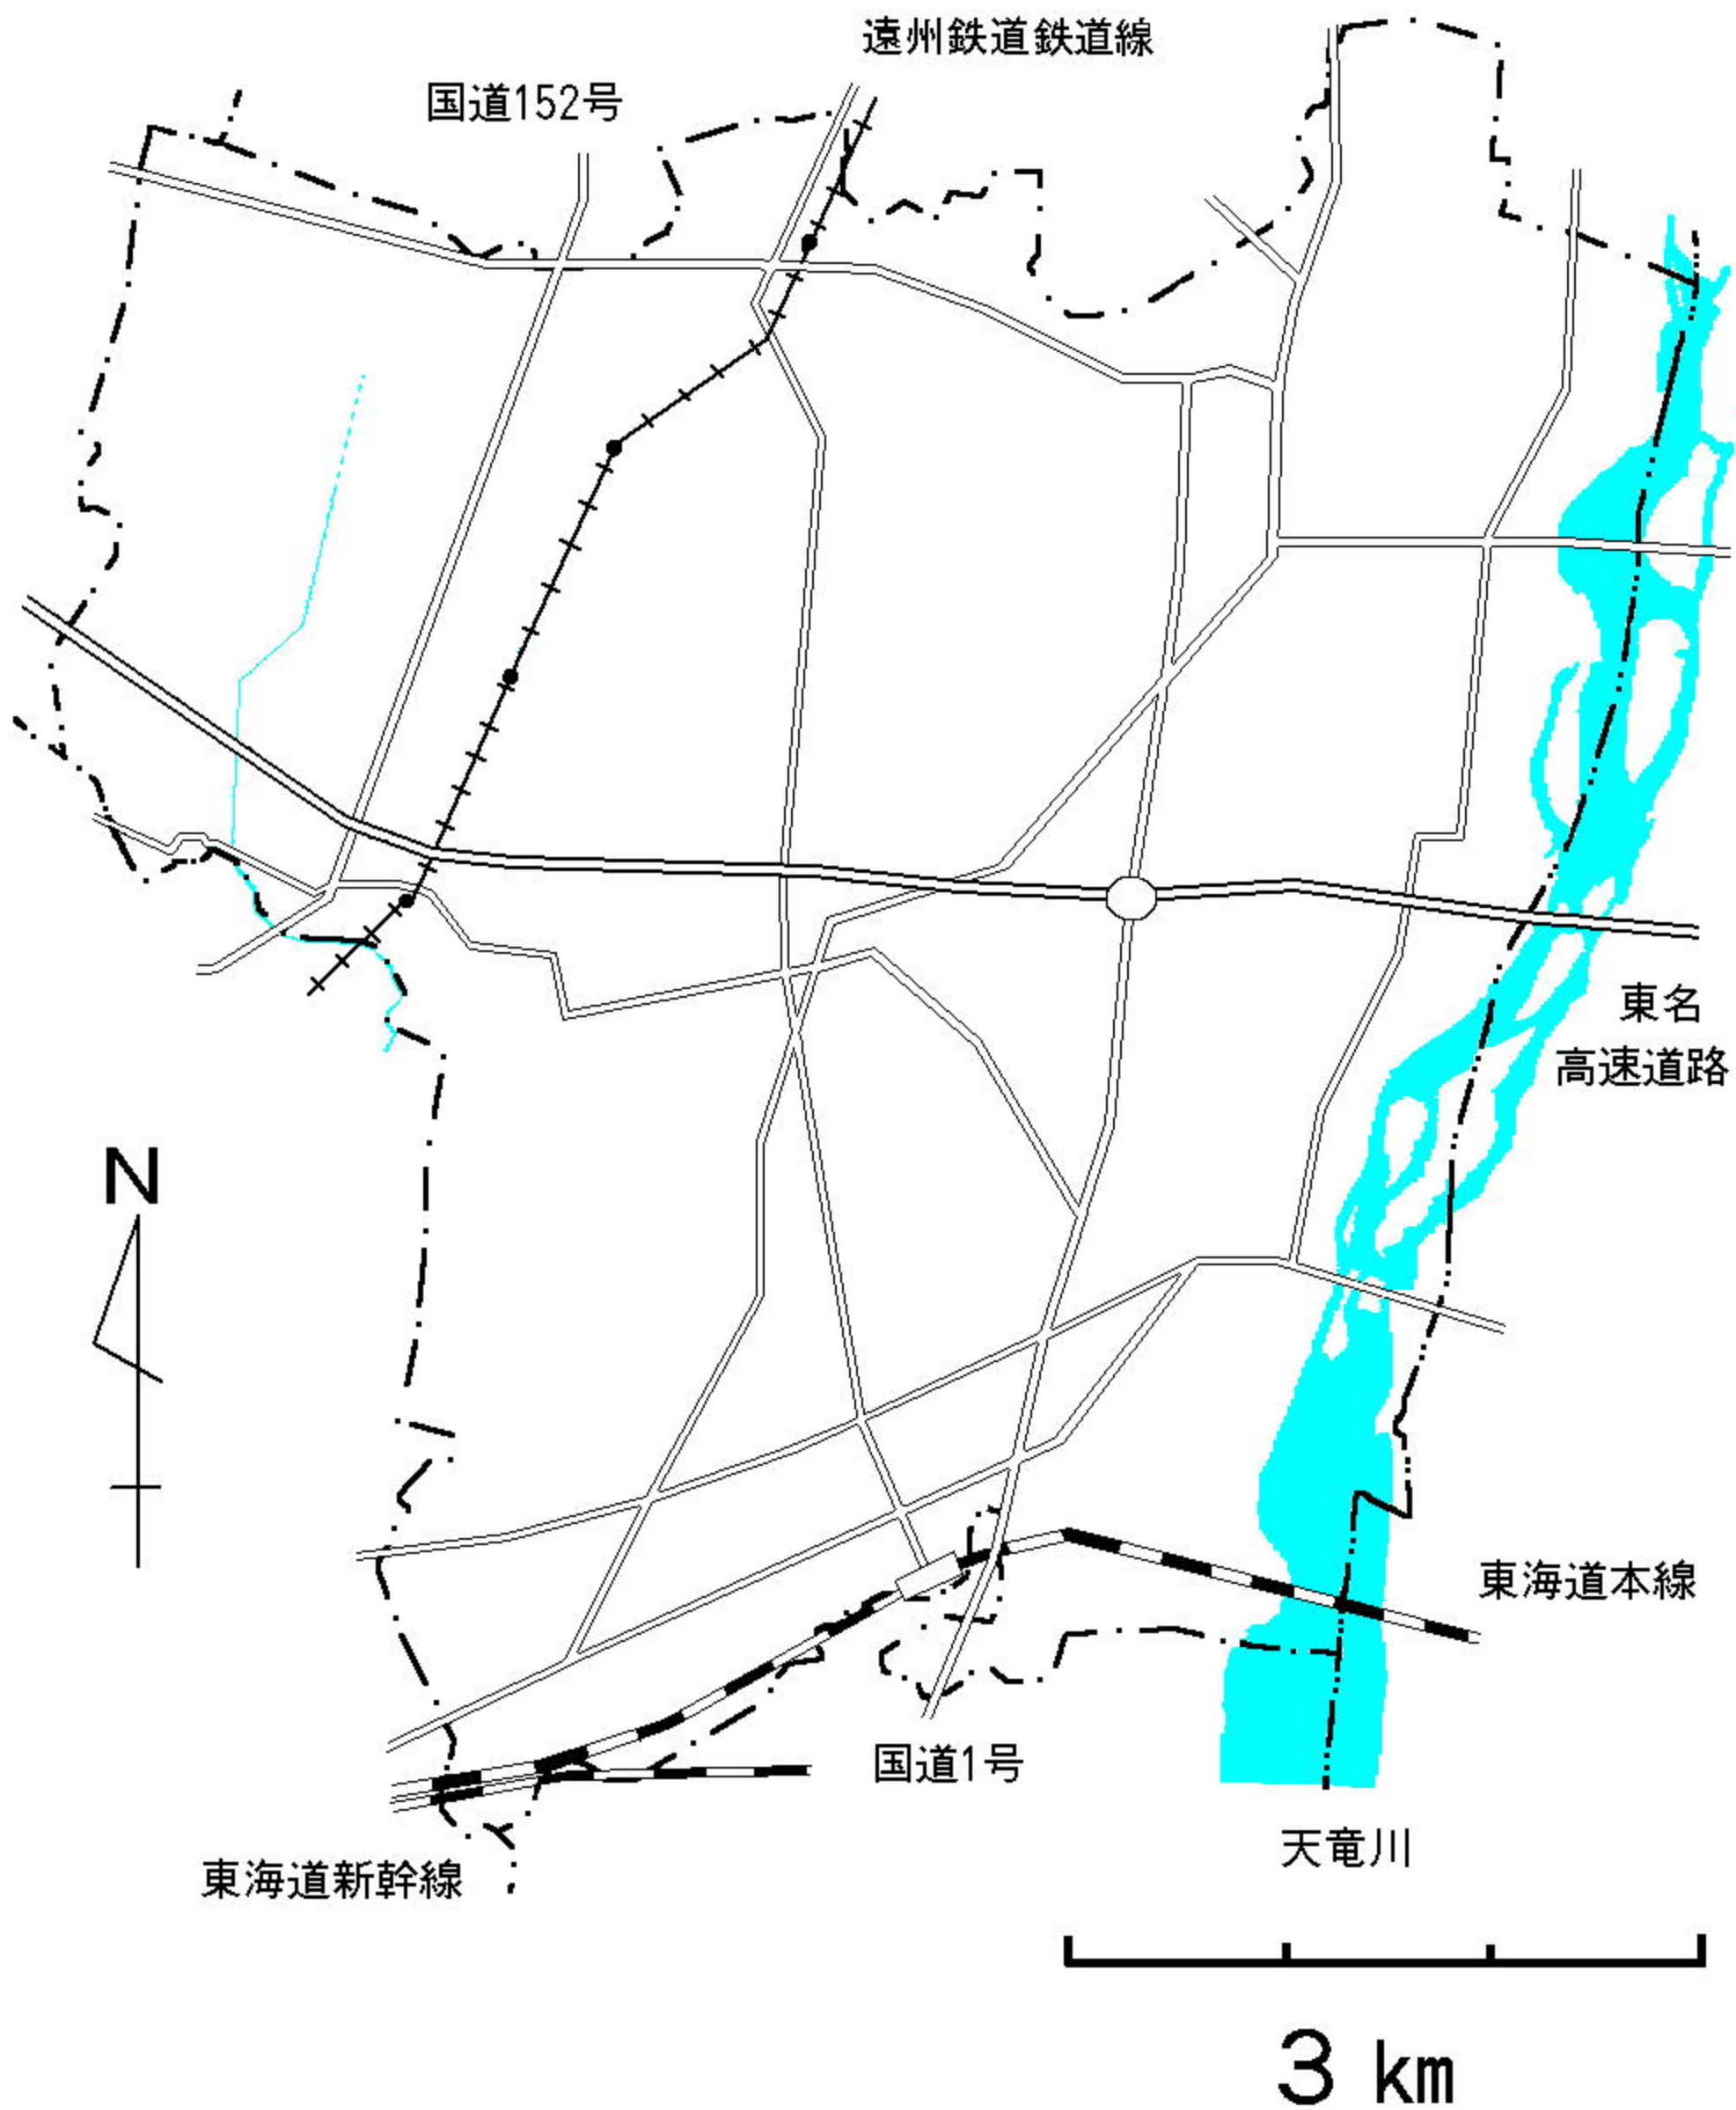 遠州鉄道鉄道線
国道152号
東名
高速道路
N
東海道本線
国道1号
天竜川
東海道新幹線
3 km